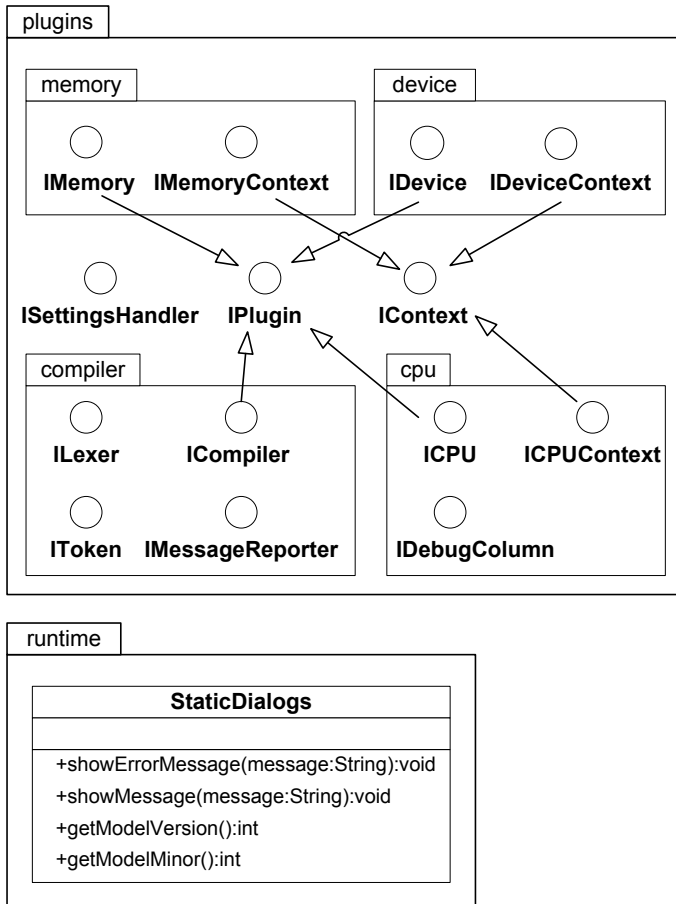 plugins
memory device
IMemory IMemoryContext IDevice IDeviceContext
ISettingsHandler IPlugin IContext
compiler cpu
ILexer ICompiler ICPU ICPUContext
IToken IMessageReporter IDebugColumn
runtime
StaticDialogs
+showErrorMessage(message:String):void
+showMessage(message:String):void
+getModelVersion():int
+getModelMinor():int